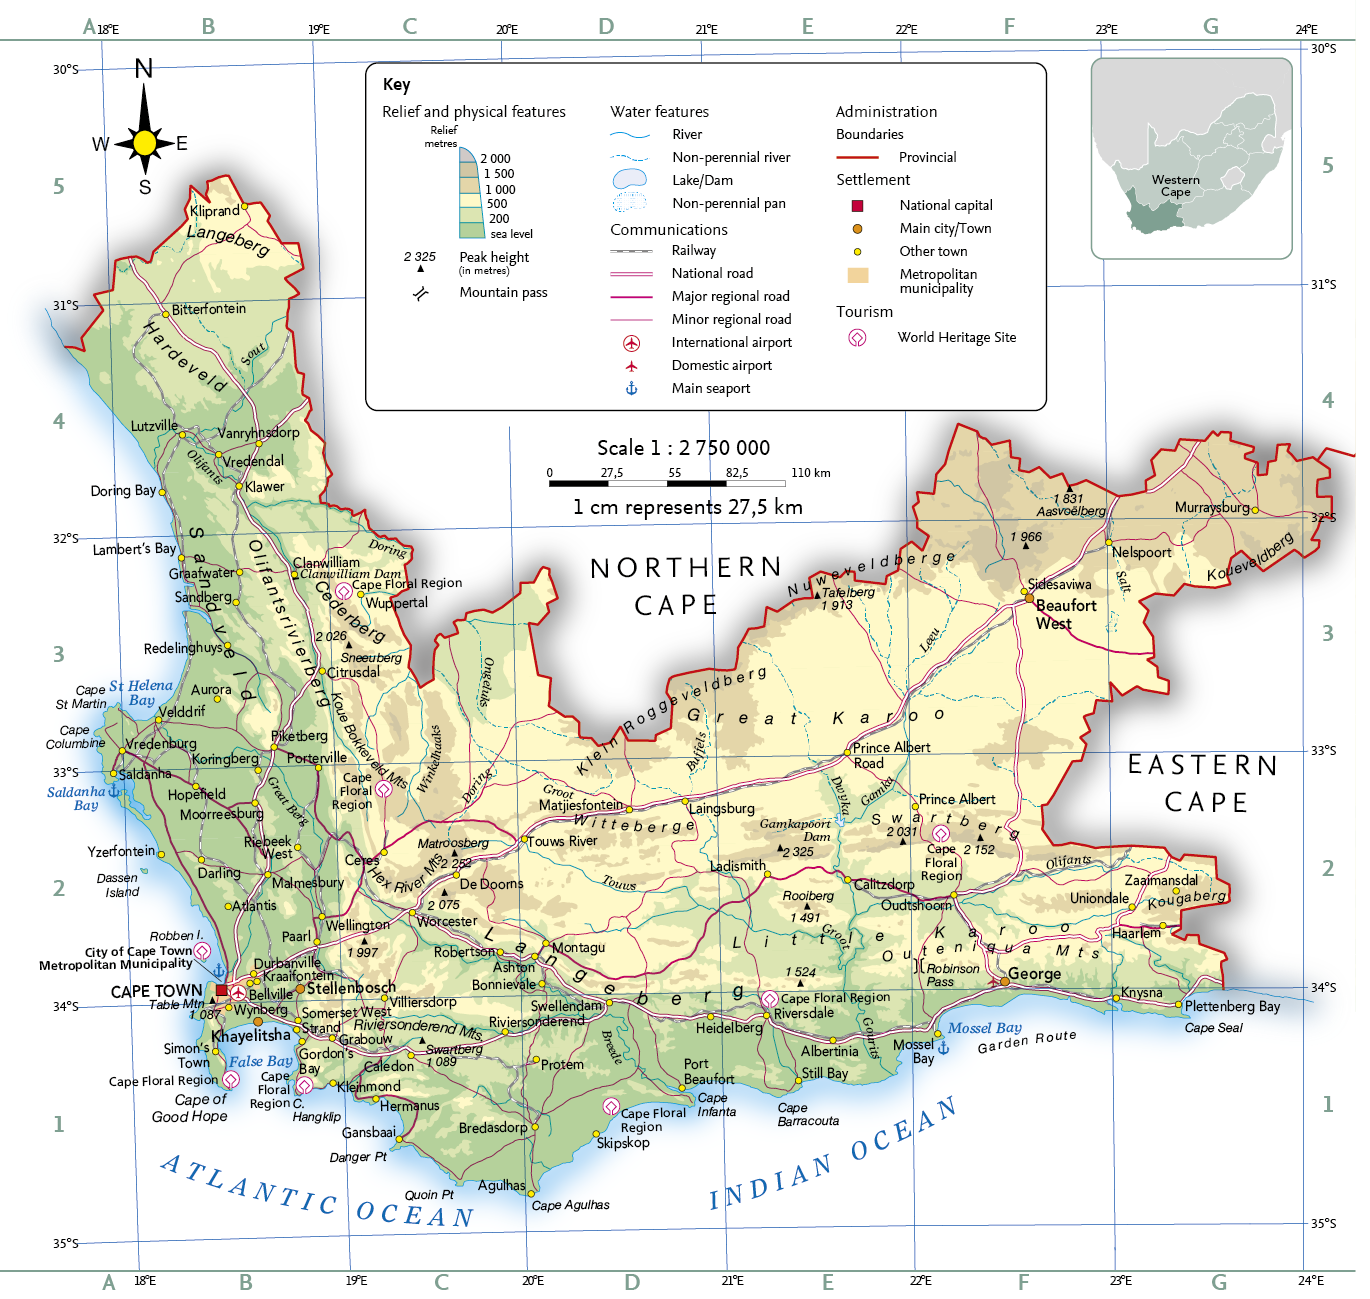 A
18°E
B
19°E
C
20°E
D
21°E
E
22°E
F
23°E
G
24°E
30°S
30°S
N
W
E
S
5
5
Key
Relief and physical features
Relief
metres
2 000
1 500
1 000
500
200
sea level
2 325
Peak height
(in metres)
Mountain pass
Water features
River
Non-perennial river
Lake/Dam
Non-perennial pan
Communications
Railway
National road
Major regional road
Minor regional road
International airport
Domestic airport
Main seaport
Administration
Boundaries
Provincial
Settlement
National capital
Main city/Town
Other town
Metropolitan
municipality
Tourism
World Heritage Site
Western
Cape
Scale 1 : 2 750 000
0
27,5
55
82,5
110 km
1 cm represents 27,5 km
Kliprand
Langeberg
31°S
31°S
Bitterfontein
Hardeveld
Sout
4
4
Lutzville
Vanryhnsdorp
Olifants
Vredendal
Klawer
Doring Bay
1 831
Aasvoëlberg
Murraysburg
32°S
32°S
1 966
Nelspoort
Koueveldberg
Salt
Sandveld
Olifantsrivierberg
Doring
Lambert's Bay
Graafwater
Sandberg
Clanwilliam
Clanwilliam Dam
Cape Floral Region
Wuppertal
Cederberg
NORTHERN
CAPE
Nuweveldberge
Tafelberg
1 913
Sidesaviwa
Beaufort
West
Leeu
3
3
Redelinghuys
2 026
Sneeuberg
Citrusdal
Ongeluks
Cape
St Martin
St Helena
Bay
Aurora
Velddrif
Koue Bokkeveld Mts
Klein Roggeveldberg
Great Karoo
Buffels
Winkelhaaks
Cape
Columbine
Vredenburg
Piketberg
Koringberg
Porterville
33°S
33°S
Saldanha
Saldanha
Bay
Hopefield
Moorreesburg
Great Berg
Cape
Floral
Region
Doring
Groot
Matjiesfontein
Witteberge
Laingsburg
Prince Albert
Road
Dwyka
Gamka
Prince Albert
EASTERN
CAPE
Swartberg
2 031
2 152
Cape
Floral
Region
Gamkapoort
Dam
2 325
Yzerfontein
Riebeek
West
Ceres
Matroosberg
2 252
Hex River Mts
Touws River
Dassen
Island
Darling
Malmesbury
De Doorns
Touws
Ladismith
Calitzdorp
Olifants
Oudtshoorn
Zaaimansdal
Uniondale
Kougaberg
2
2
Atlantis
2 075
Rooiberg
1 491
Robben I.
Wellington
Worcester
Paarl
1 997
Langeberg
Little Karoo
Groot
Outeniqua Mts
Haarlem
City of Cape Town
Metropolitan Municipality
Robertson
Montagu
Ashton
Bonnievale
Durbanville
Kraaifontein
1 524
Robinson
Pass
George
CAPE TOWN
Bellville
Stellenbosch
Table Mtn
1 087
Wynberg
Villiersdorp
Swellendam
Cape Floral Region
Riversdale
Knysna
Plettenberg Bay
34°S
34°S
Cape Seal
Somerset West
Strand
Khayelitsha
Grabouw
Riviersonderend Mts
Riviersonderend
Heidelberg
Gourits
Albertinia
Mossel
Bay
Mossel Bay
Garden Route
Simon's
Town
False Bay
Gordon's
Bay
Swartberg
1 089
Caledon
Breede
Protem
Port
Beaufort
Still Bay
Cape Floral Region
Cape
Floral
Region
C.
Hangklip
Kleinmond
Hermanus
Cape of
Good Hope
Cape
Infanta
Cape
Barracouta
1
1
Gansbaai
Danger Pt
Bredasdorp
Cape Floral
Region
Skipskop
Quoin Pt
Agulhas
Cape Agulhas
ATLANTIC OCEAN
INDIAN OCEAN
35°S
35°S
A
18°E
B
19°E
C
20°E
D
21°E
E
22°E
F
23°E
G
24°E